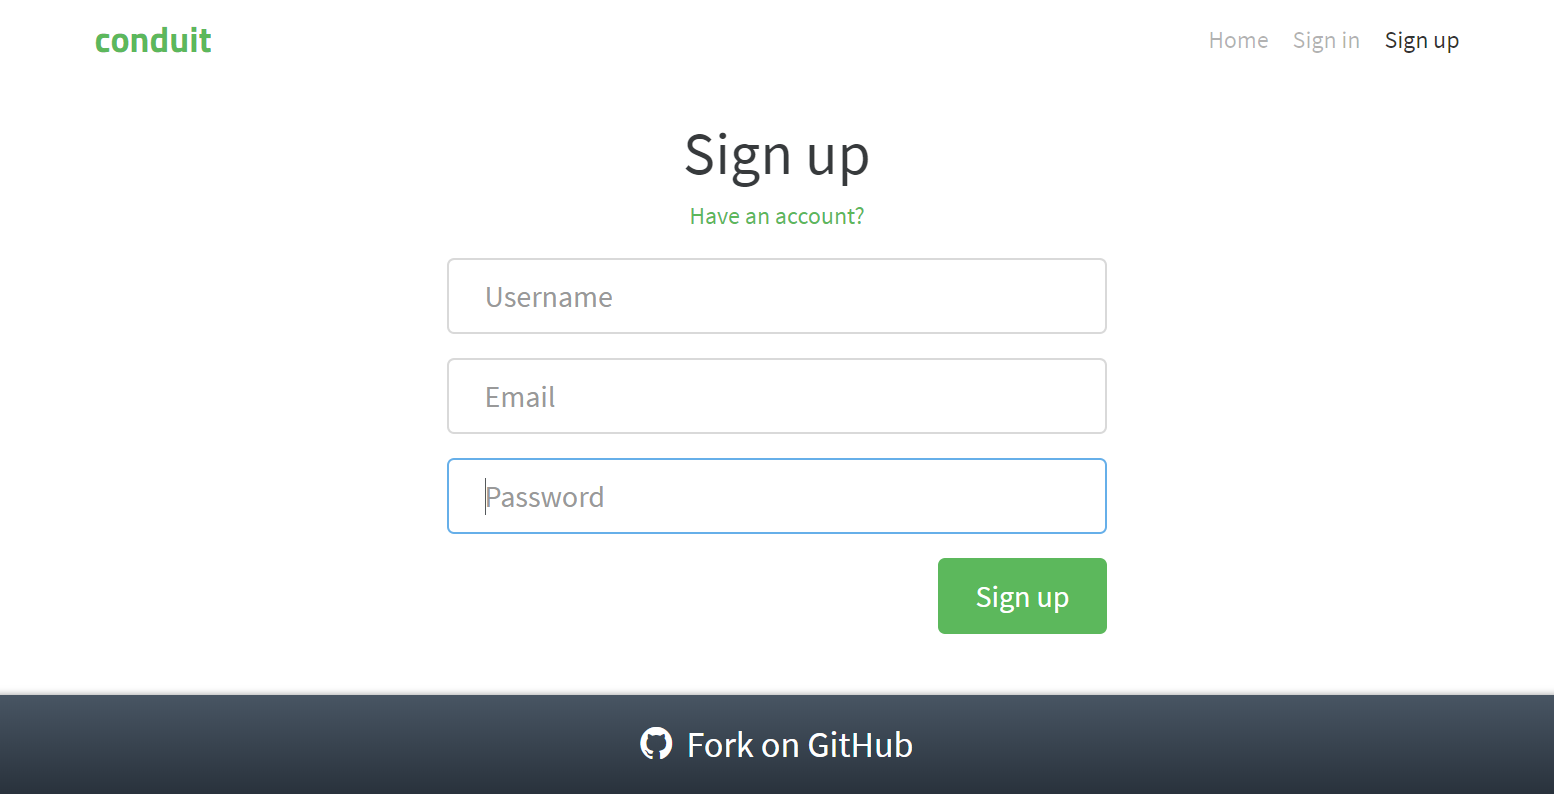 conduit
Home Sign in Sign up
Sign up
Have an account?
Username
Email
Password
Sign up
Fork on GitHub